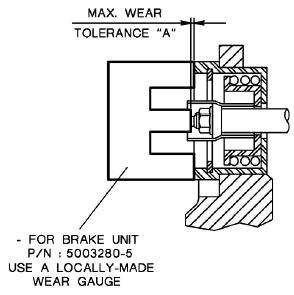 MAX. WEAR
TOLERANCE "A"
- FOR BRAKE UNIT
P/N : 5003280-5
USE A LOCALLY-MADE
WEAR GAUGE